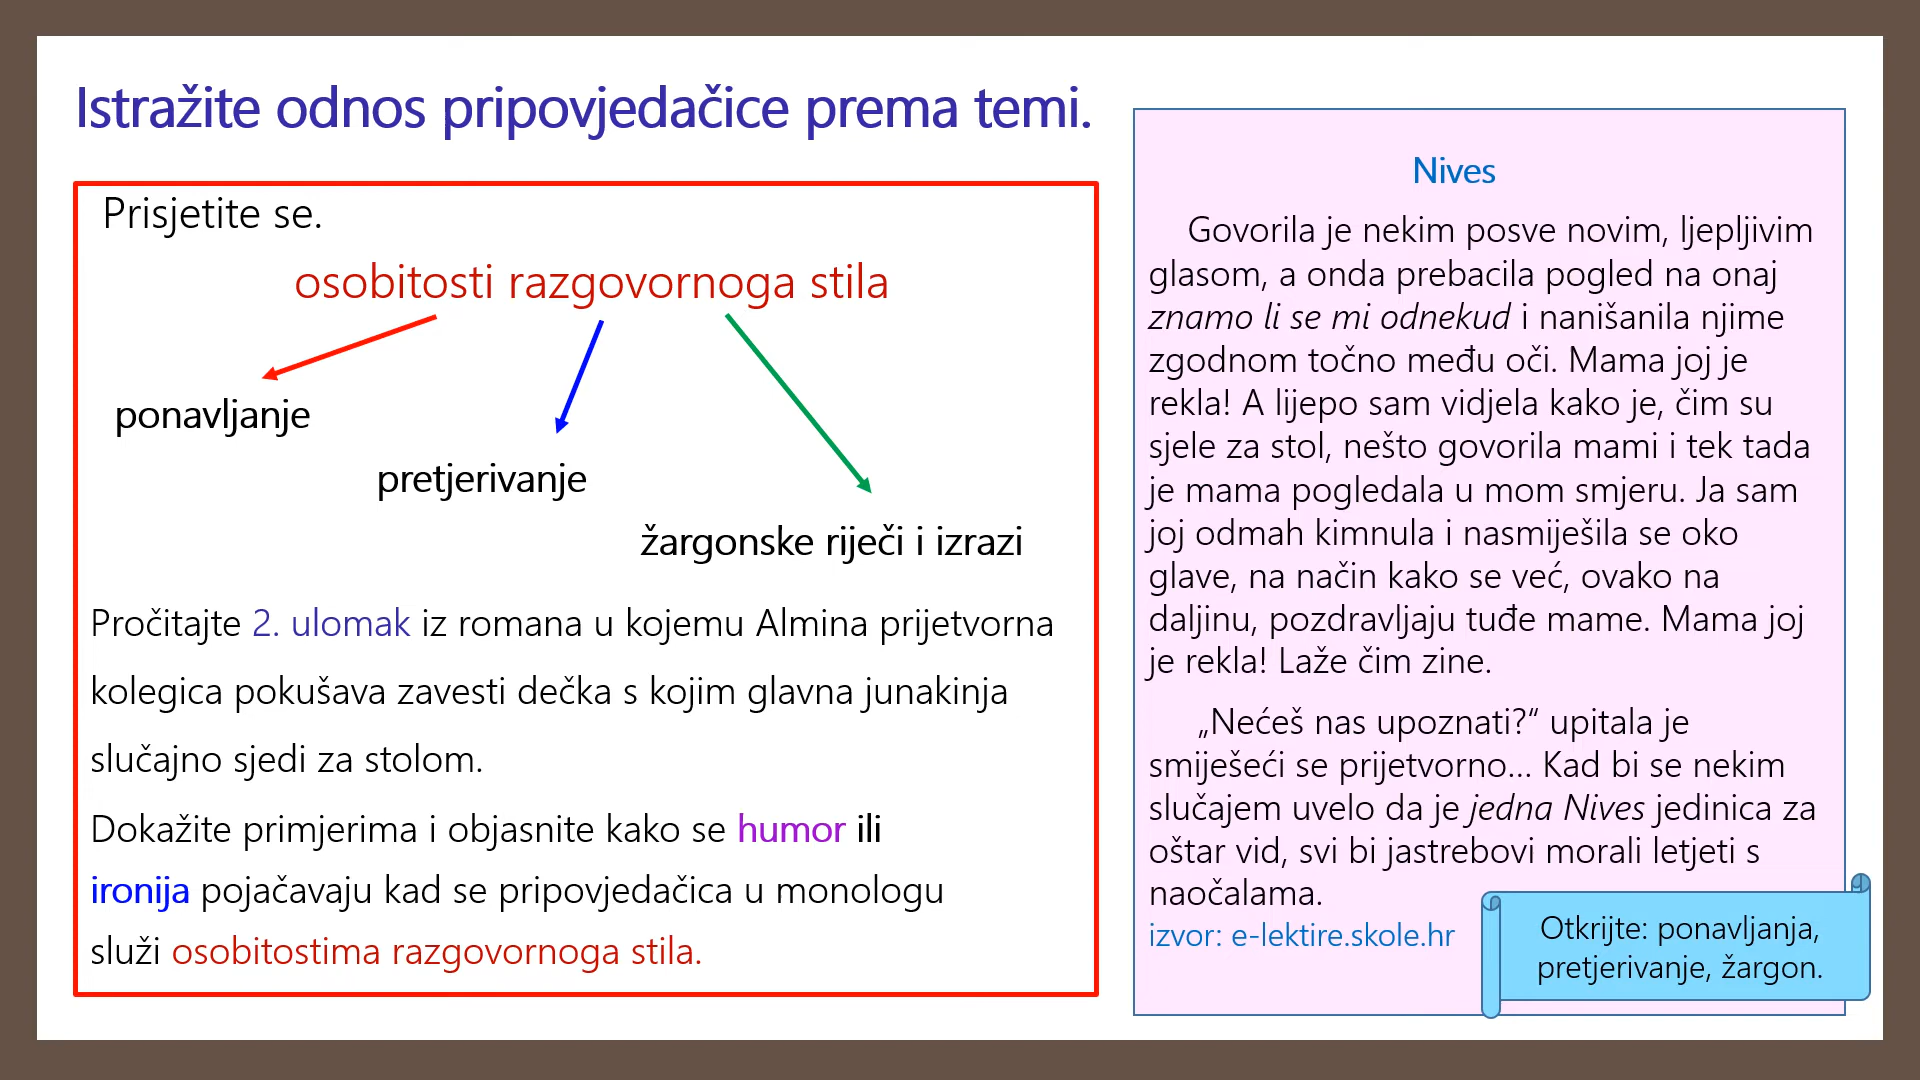 Istražite odnos pripovjedačice prema temi.
Prisjetite se.
osobitosti razgovornoga stila
ponavljanje
pretjerivanje
žargonske riječi i izrazi
Pročitajte 2. ulomak iz romana u kojemu Almina prijetvorna
kolegica pokušava zavesti dečka s kojim glavna junakinja
slučajno sjedi za stolom.
Dokažite primjerima i objasnite kako se humor ili
ironija pojačavaju kad se pripovjedačica u monologu
služi osobitostima razgovornoga stila.
Nives
Govorila je nekim posve novim, ljepljivim
glasom, a onda prebacila pogled na onaj
znamo li se mi odnekud i nanišanila njime
zgodnom točno među oči. Mama joj je
rekla! A lijepo sam vidjela kako je, čim su
sjele za stol, nešto govorila mami i tek tada
je mama pogledala u mom smjeru. Ja sam
joj odmah kimnula i nasmiješila se oko
glave, na način kako se već, ovako na
daljinu, pozdravljaju tuđe mame. Mama joj
je rekla! Laže čim zine.
„Nećeš nas upoznati?“ upitala je
smiješeći se prijetvorno... Kad bi se nekim
slučajem uvelo da je jedna Nives jedinica za
oštar vid, svi bi jastrebovi morali letjeti s
naočalama.
izvor: e-lektire.skole.hr
Otkrijte: ponavljanja,
pretjerivanje, žargon.